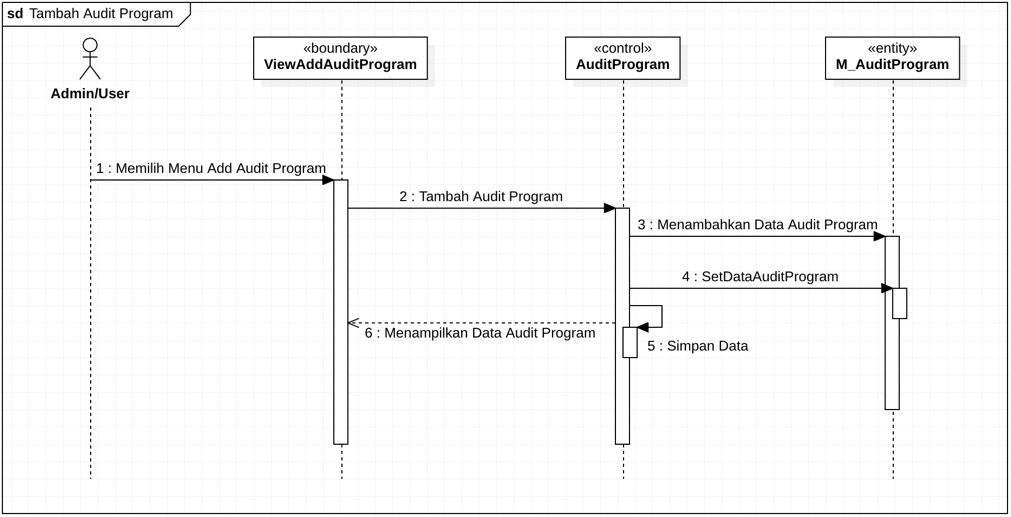 sd Tambah Audit Program
«boundary»
ViewAddAuditProgram
«control»
AuditProgram
«entity»
M_AuditProgram
Admin/User
1 : Memilih Menu Add Audit Program
2 : Tambah Audit Program
3 : Menambahkan Data Audit Program
4 : SetDataAuditProgram
6 : Menampilkan Data Audit Program
5 : Simpan Data